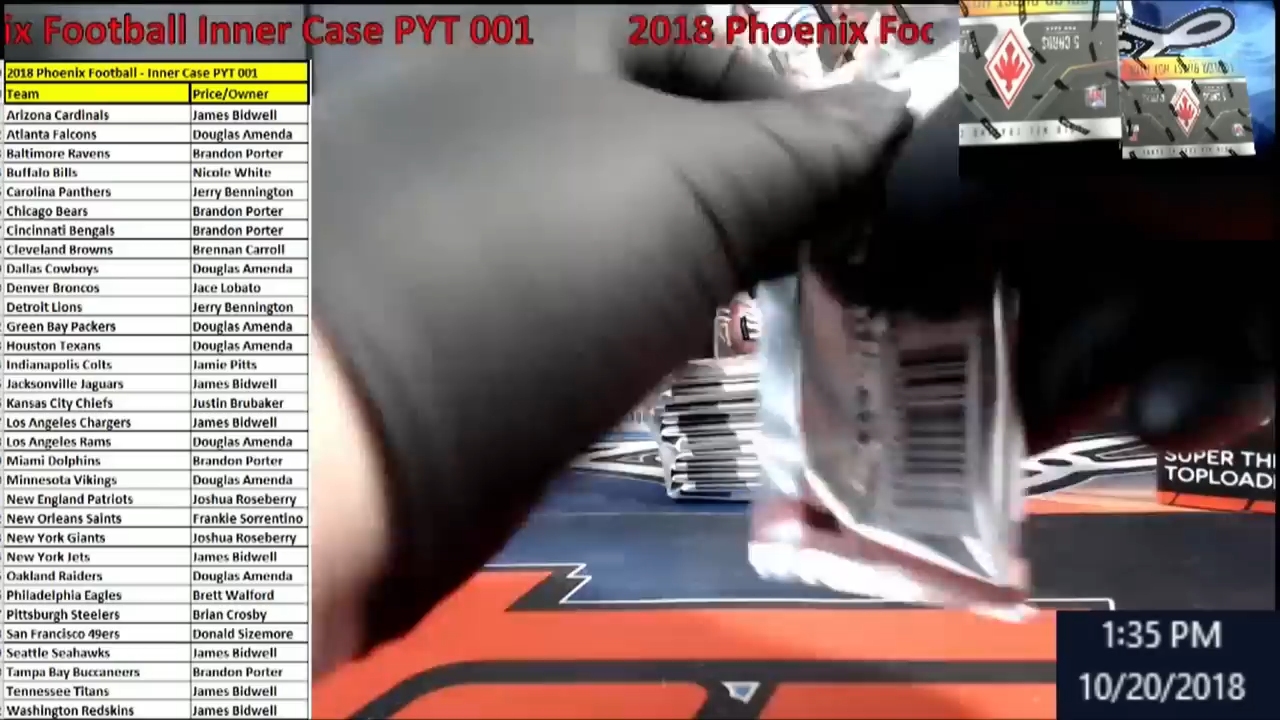 ix Football Inner Case PYT 001 2018 Phoenix Foc
2018 Phoenix Football - Inner Case PYT 001
Team Price/Owner
Arizona Cardinals James Bidwell
Atlanta Falcons Douglas Amenda
Baltimore Ravens Brandon Porter
Buffalo Bills Nicole White
Carolina Panthers Jerry Bennington
Chicago Bears Brandon Porter
Cincinnati Bengals Brandon Porter
Cleveland Browns Brennan Carroll
Dallas Cowboys Douglas Amenda
Denver Broncos Jace Lobato
Detroit Lions Jerry Bennington
Green Bay Packers Douglas Amenda
Houston Texans Douglas Amenda
Indianapolis Colts Jamie Pitts
Jacksonville Jaguars James Bidwell
Kansas City Chiefs Justin Brubaker
Los Angeles Chargers James Bidwell
Los Angeles Rams Douglas Amenda
Miami Dolphins Brandon Porter
Minnesota Vikings Douglas Amenda
New England Patriots Joshua Roseberry
New Orleans Saints Frankie Sorrentino
New York Giants Joshua Roseberry
New York Jets James Bidwell
Oakland Raiders Douglas Amenda
Philadelphia Eagles Brett Walford
Pittsburgh Steelers Brian Crosby
San Francisco 49ers Donald Sizemore
Seattle Seahawks James Bidwell
Tampa Bay Buccaneers Brandon Porter
Tennessee Titans James Bidwell
Washington Redskins James Bidwell
5 CARDS
SUPER TH
TOPLOAD
1:35 PM
10/20/2018